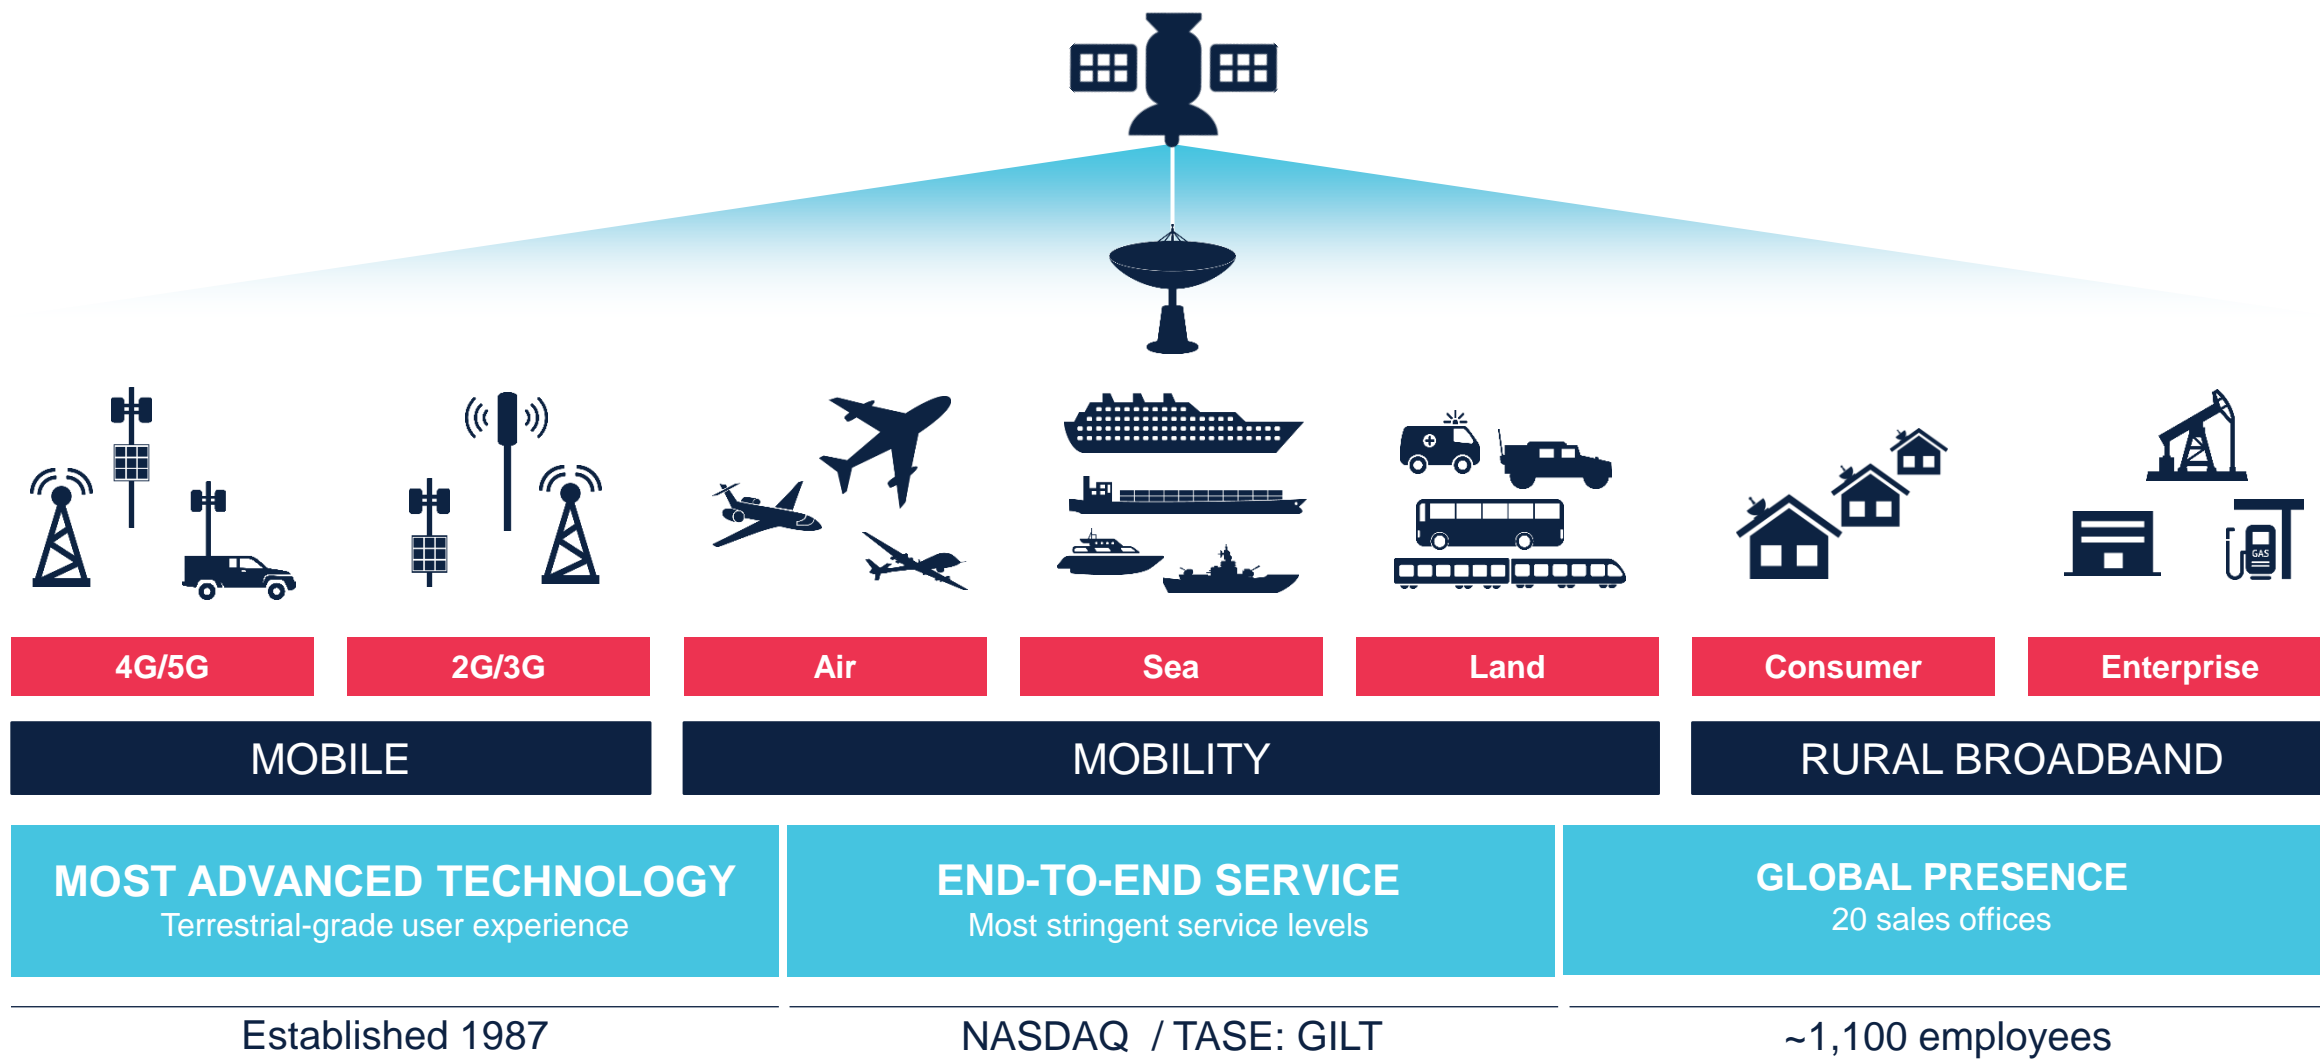 GAS
4G/5G
2G/3G
Air
Sea
Land
Consumer
Enterprise
MOBILE
MOBILITY
RURAL BROADBAND
MOST ADVANCED TECHNOLOGY
Terrestrial-grade user experience
END-TO-END SERVICE
Most stringent service levels
GLOBAL PRESENCE
20 sales offices
Established 1987
NASDAQ / TASE: GILT
~1,100 employees